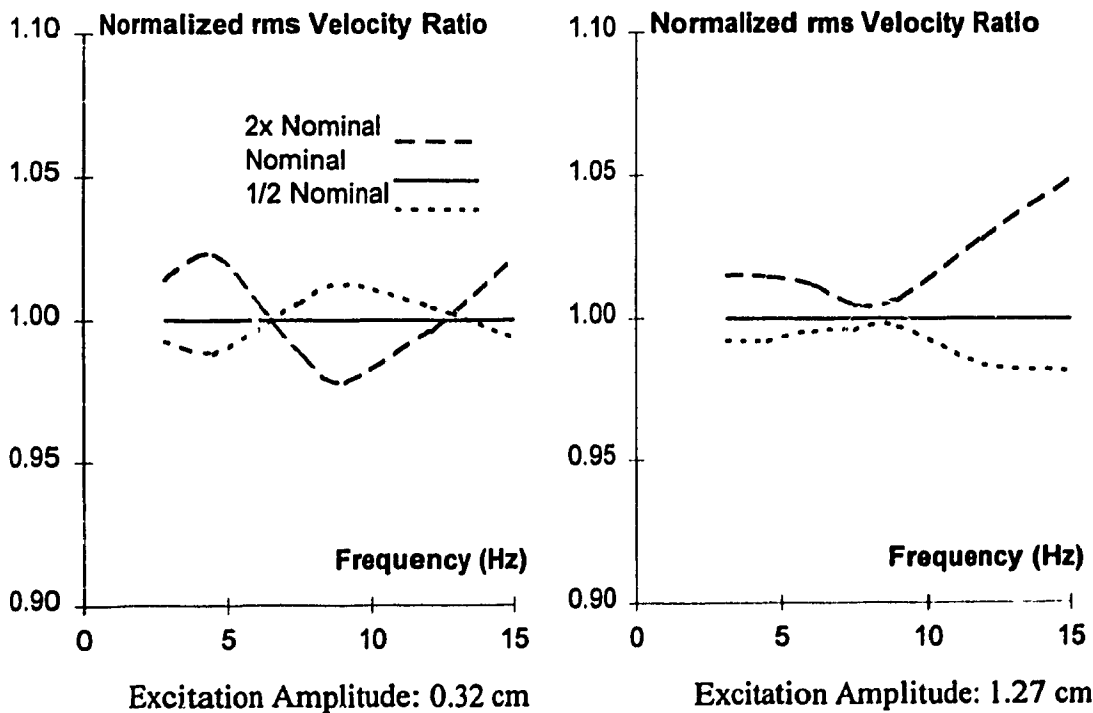 Normalized rms Velocity Ratio
1.10
1.05
1.00
0.95
0.90
2x Nominal
Nominal
1/2 Nominal
Frequency (Hz)
0 5 10 15
Excitation Amplitude: 0.32 cm
Normalized rms Velocity Ratio
1.10
1.05
1.00
0.95
0.90
Frequency (Hz)
0 5 10 15
Excitation Amplitude: 1.27 cm